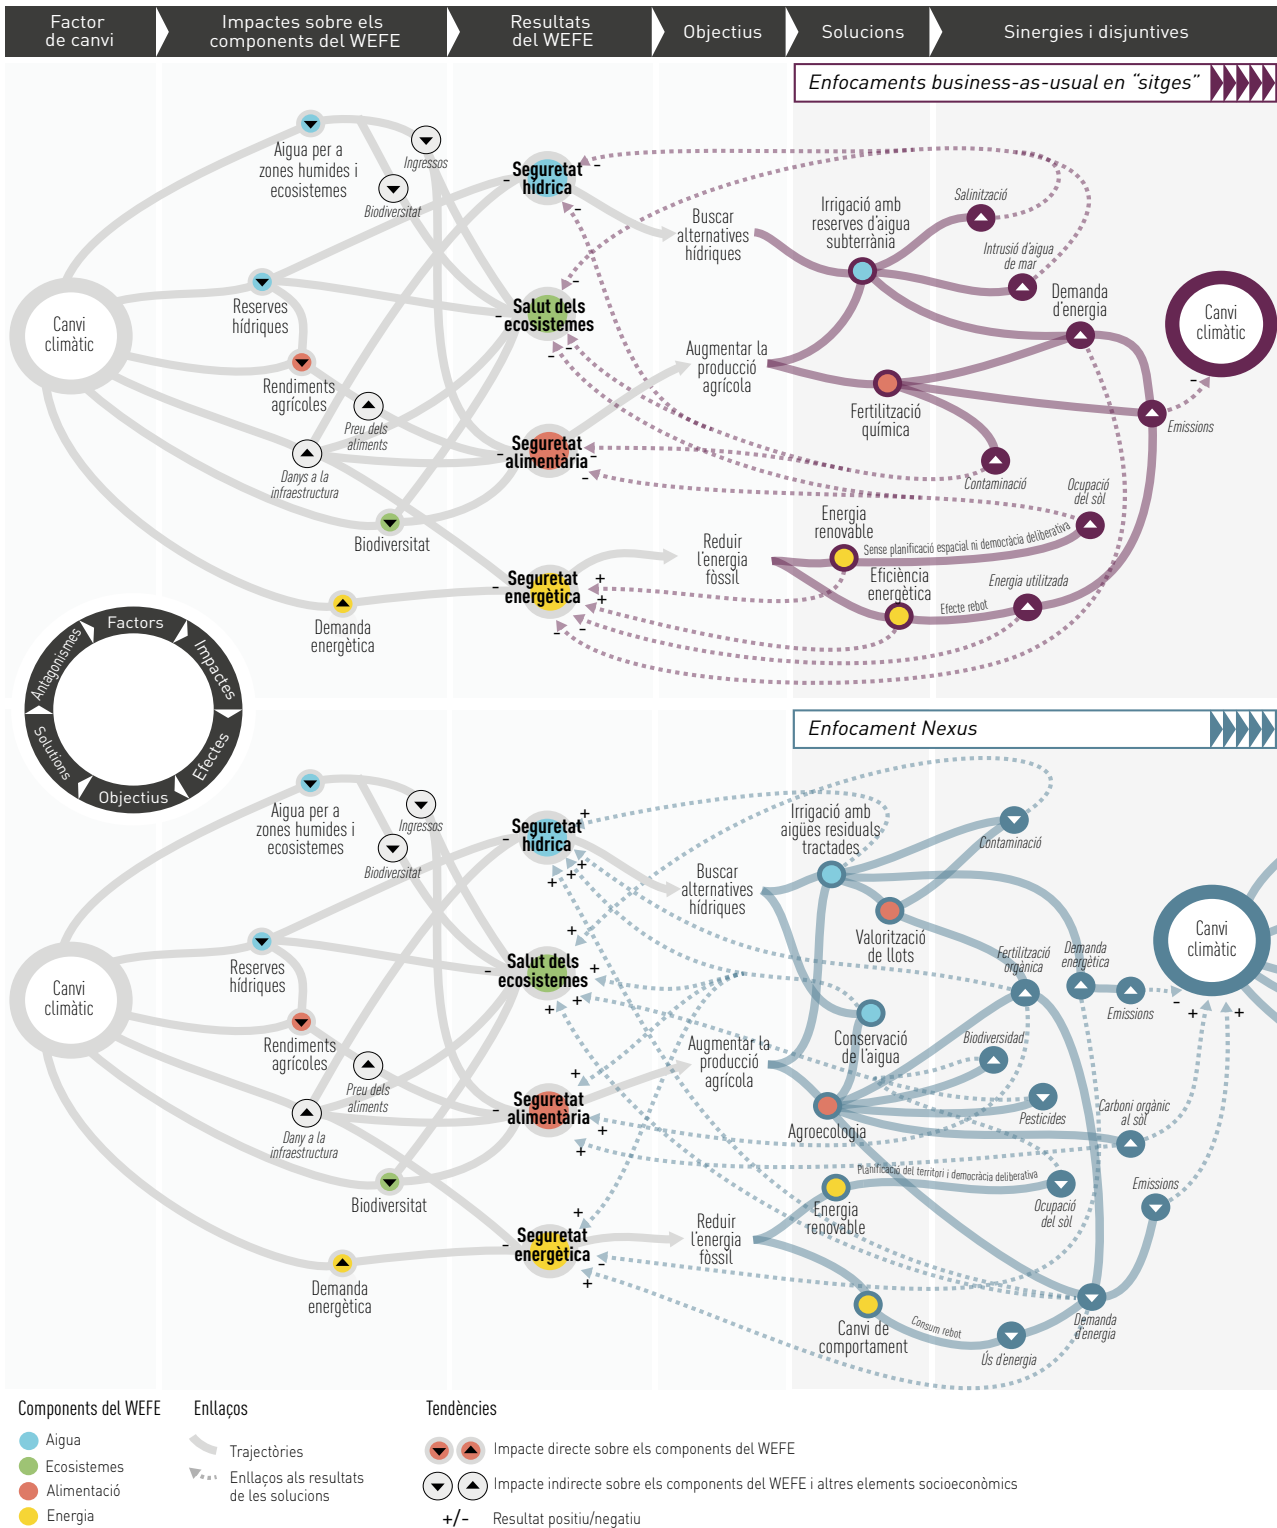 Factor
de canvi
Impactes sobre els
components del WEFE
Resultats
del WEFE
Objectius
Solucions
Sinergies i disjuntives
Enfocaments business-as-usual en “sitges”
Aigua per a
zones humides i
ecosistemes
Ingressos
Biodiversitat
Seguretat
hídrica
-
-
-
Buscar
alternatives
hídriques
Irrigació amb
reserves d’aigua
subterrània
Salinització
Intrusió d’aigua
de mar
Demanda
d’energia
Canvi
climàtic
Canvi
climàtic
Reserves
hídriques
Salut dels
ecosistemes
-
-
-
-
Rendiments
agrícoles
Preu dels
aliments
Augmentar la
producció
agrícola
Fertilització
química
-
Emissions
Danys a la
infraestructura
Seguretat
alimentària
-
-
-
Contaminació
Ocupació
del sòl
Biodiversitat
Energia
renovable
Sense planificació espacial ni democràcia deliberativa
Reduir
l’energia
fòssil
Eficiència
energètica
Efecte rebot
Energia utilitzada
Seguretat
energètica
-
+
+
-
-
Demanda
energètica
Factors
Impactes
Efectes
Objectius
Solutions
Antagonismes
Enfocament Nexus
Aigua per a
zones humides i
ecosistemes
Ingressos
Biodiversitat
Seguretat
hídrica
-
+
+
+
+
Irrigació amb
aigües residuals
tractades
Contaminació
Buscar
alternatives
hídriques
Valorització
de llots
Fertilització
orgànica
Demanda
energètica
Emissions
Canvi
climàtic
-
+
+
Canvi
climàtic
Reserves
hídriques
Salut dels
ecosistemes
-
+
+
+
+
Conservació
de l’aigua
Biodiversidad
Rendiments
agrícoles
Preu dels
aliments
Augmentar la
producció
agrícola
Agroecologia
Pesticides
Carboni orgànic
al sòl
Dany a la
infraestructura
Seguretat
alimentària
-
+
+
+
Biodiversitat
Planificació del territori i democràcia deliberativa
Energia
renovable
Ocupació
del sòl
Emissions
Reduir
l’energia
fòssil
Seguretat
energètica
-
+
-
+
Demanda
energètica
Canvi de
comportament
Consum rebot
Ús d’energia
Demanda
d’energia
Components del WEFE
Aigua
Ecosistemes
Alimentació
Energia
Enllaços
Trajectòries
Enllaços als resultats
de les solucions
Tendències
Impacte directe sobre els components del WEFE
Impacte indirecte sobre els components del WEFE i altres elements socioeconòmics
+/- Resultat positiu/negatiu